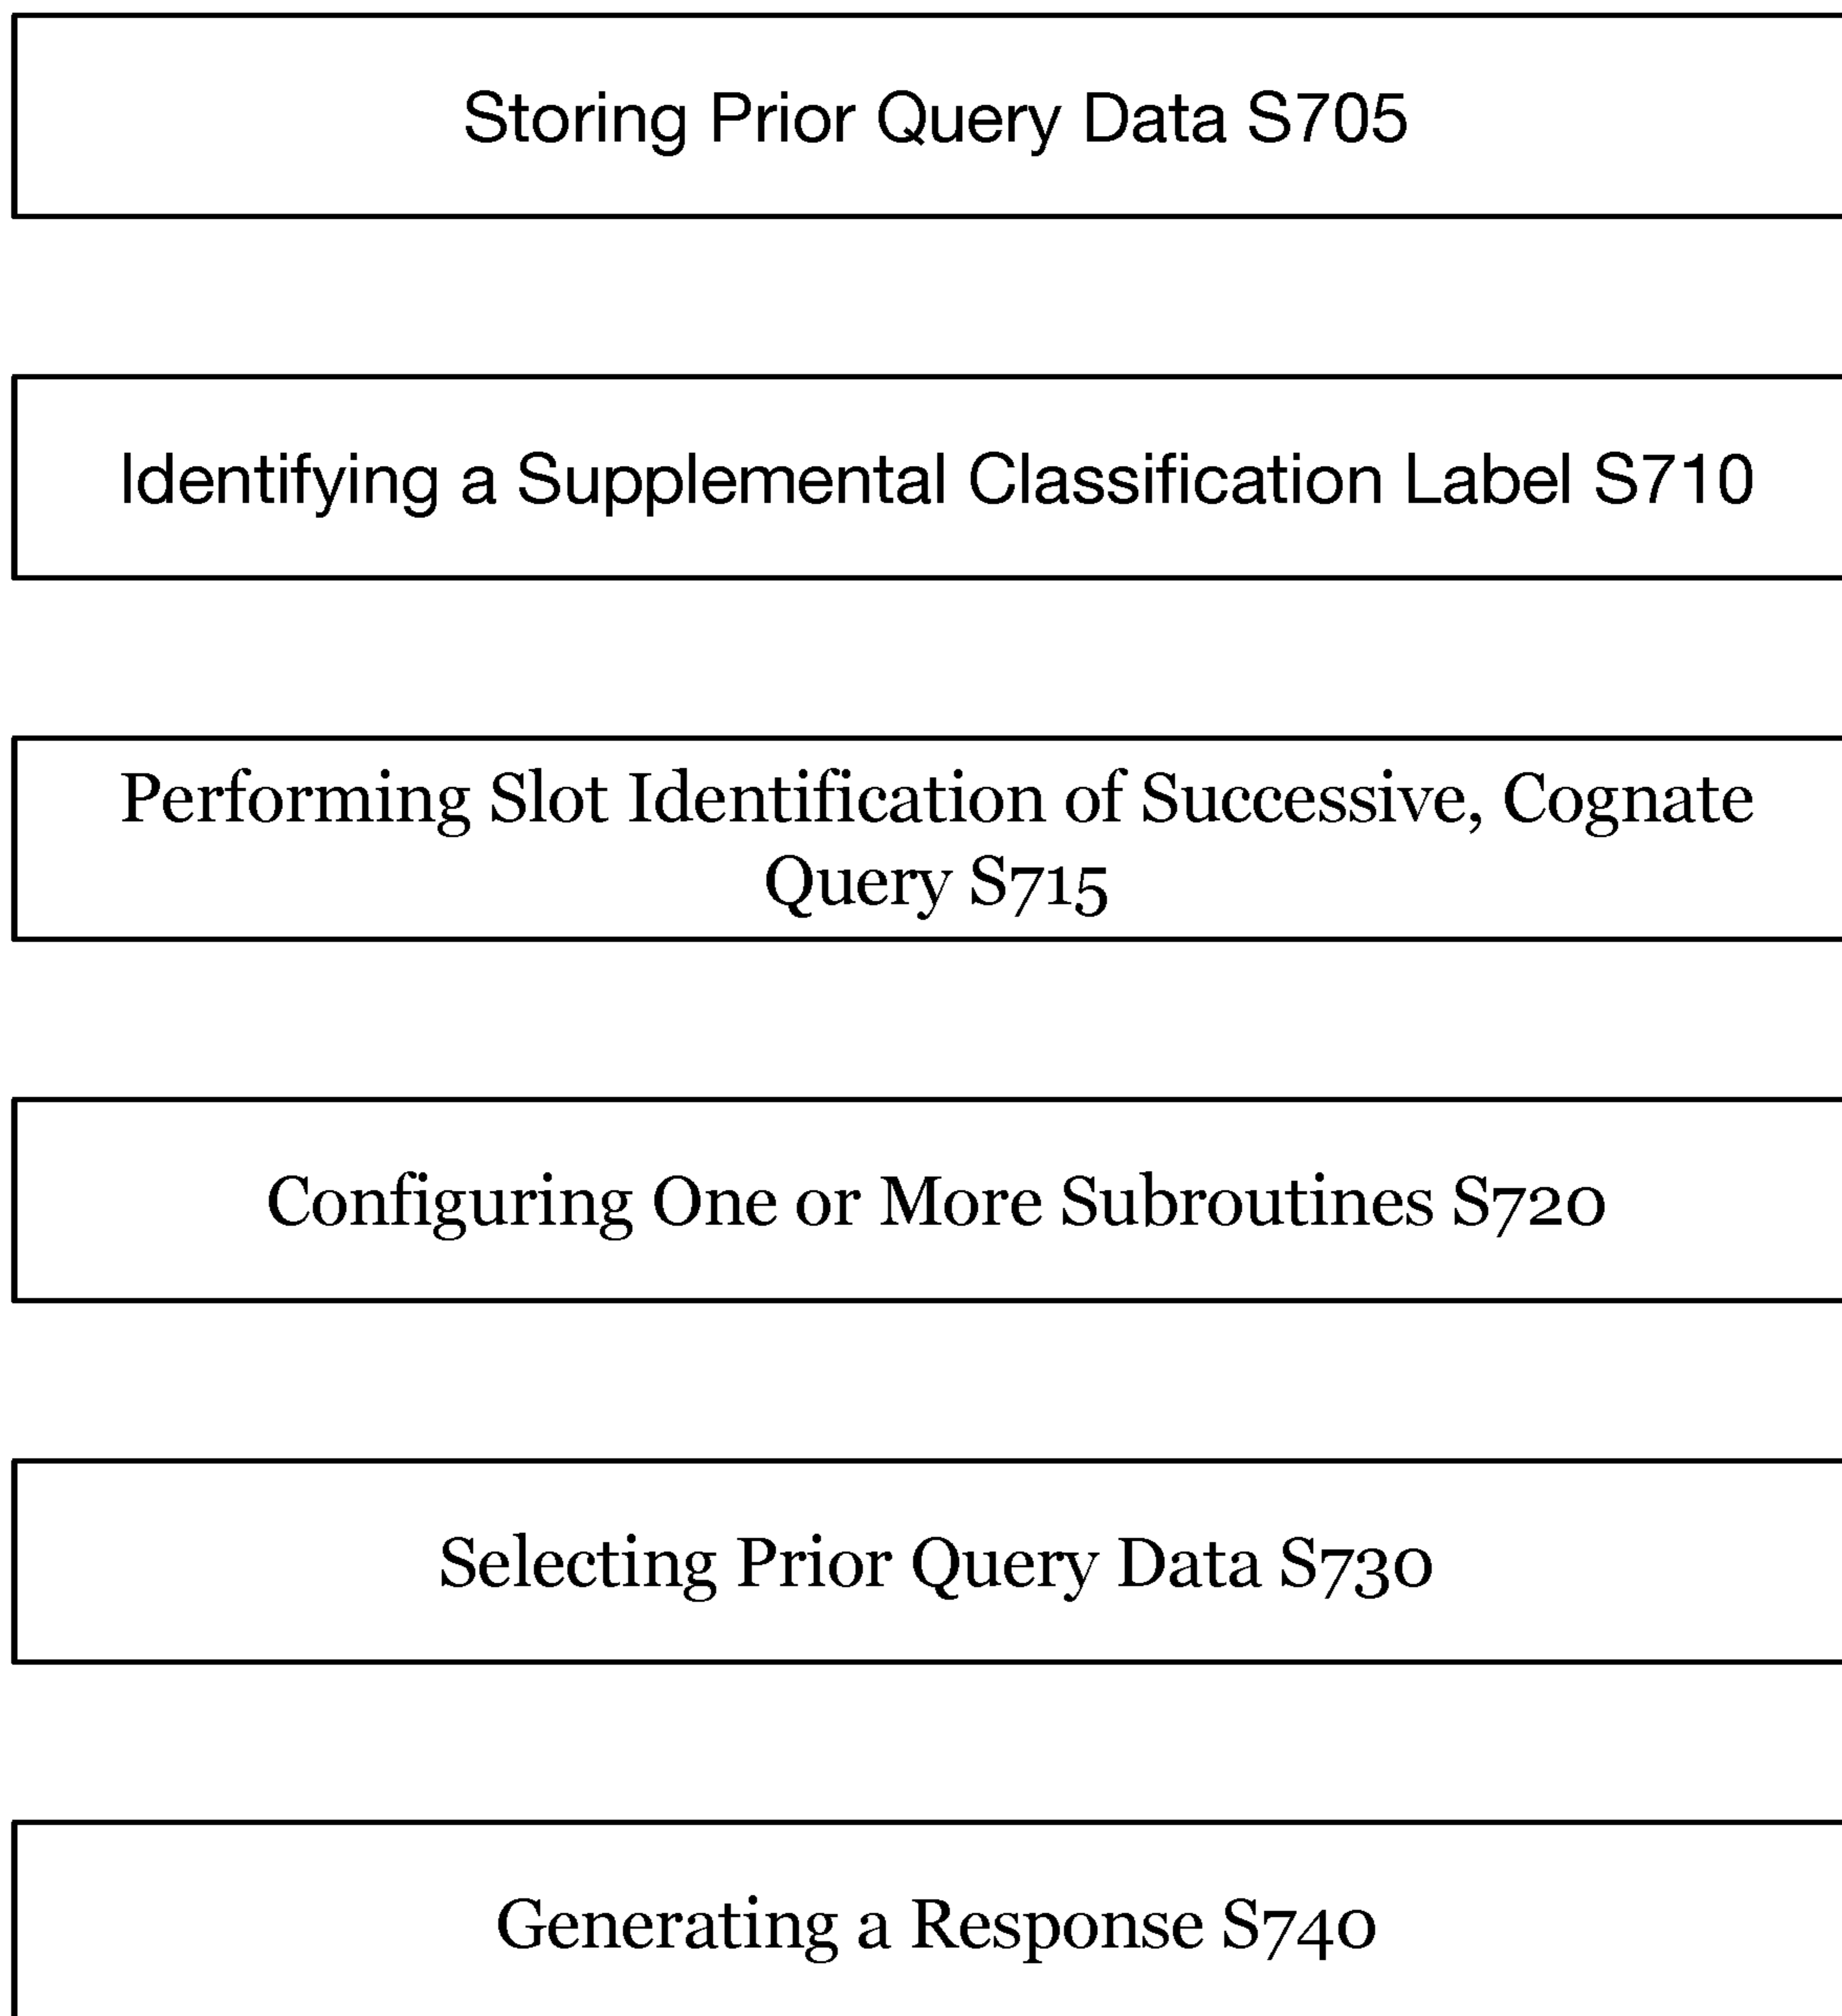 Storing Prior Query Data S705
Identifying a Supplemental Classification Label S710
Performing Slot Identification of Successive, Cognate
Query S715
Configuring One or More Subroutines S720
Selecting Prior Query Data S730
Generating a Response S740